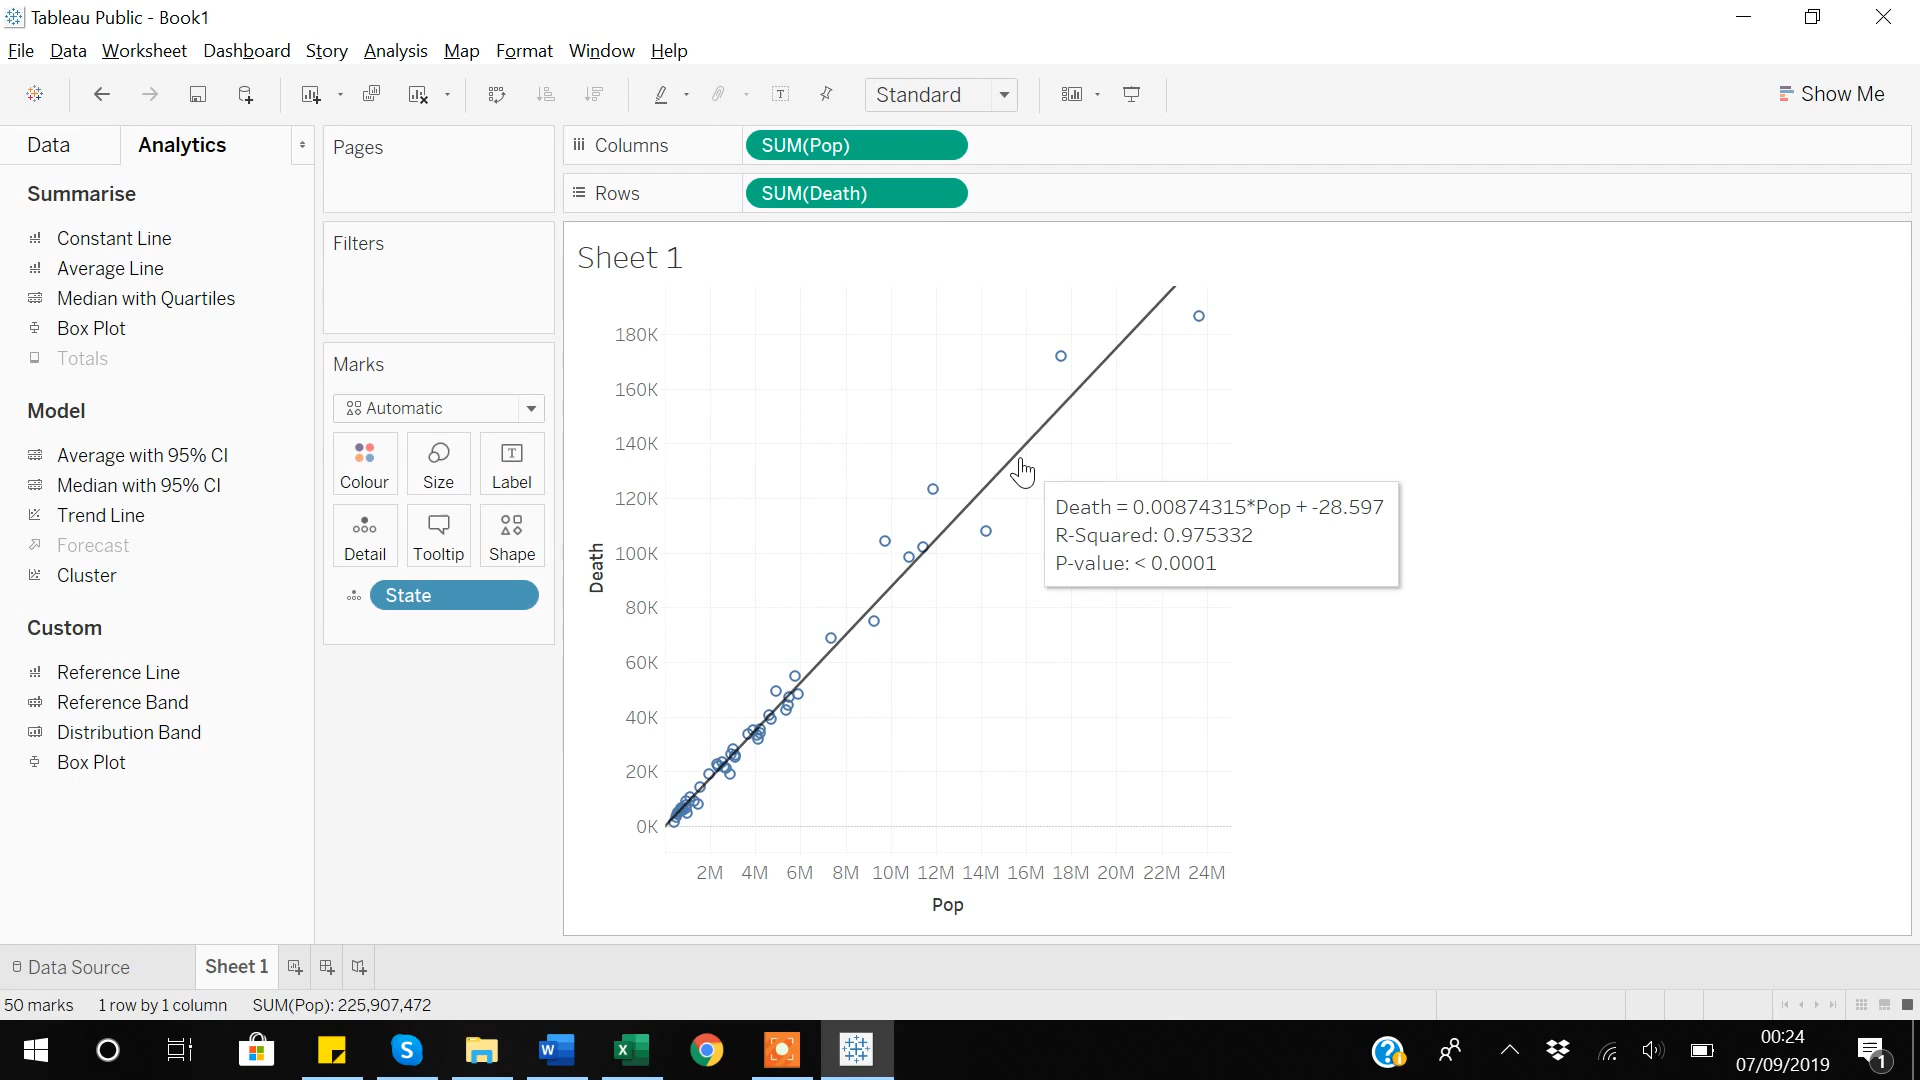 Tableau Public - Book1
File Data Worksheet Dashboard Story Analysis Map Format Window Help
Standard
Show Me
Data Analytics
Summarise
Constant Line
Average Line
Median with Quartiles
Box Plot
Totals
Model
Average with 95% CI
Median with 95% CI
Trend Line
Forecast
Cluster
Custom
Reference Line
Reference Band
Distribution Band
Box Plot
Pages
Filters
Marks
Automatic
Colour Size Label
Detail Tooltip Shape
State
Columns SUM(Pop)
Rows SUM(Death)
Sheet 1
180K
160K
140K
120K
100K
80K
60K
40K
20K
0K
Death
2M 4M 6M 8M 10M 12M 14M 16M 18M 20M 22M 24M
Pop
Death = 0.00874315*Pop + -28.597
R-Squared: 0.975332
P-value: < 0.0001
Data Source Sheet 1
50 marks 1 row by 1 column SUM(Pop): 225,907,472
00:24
07/09/2019
1